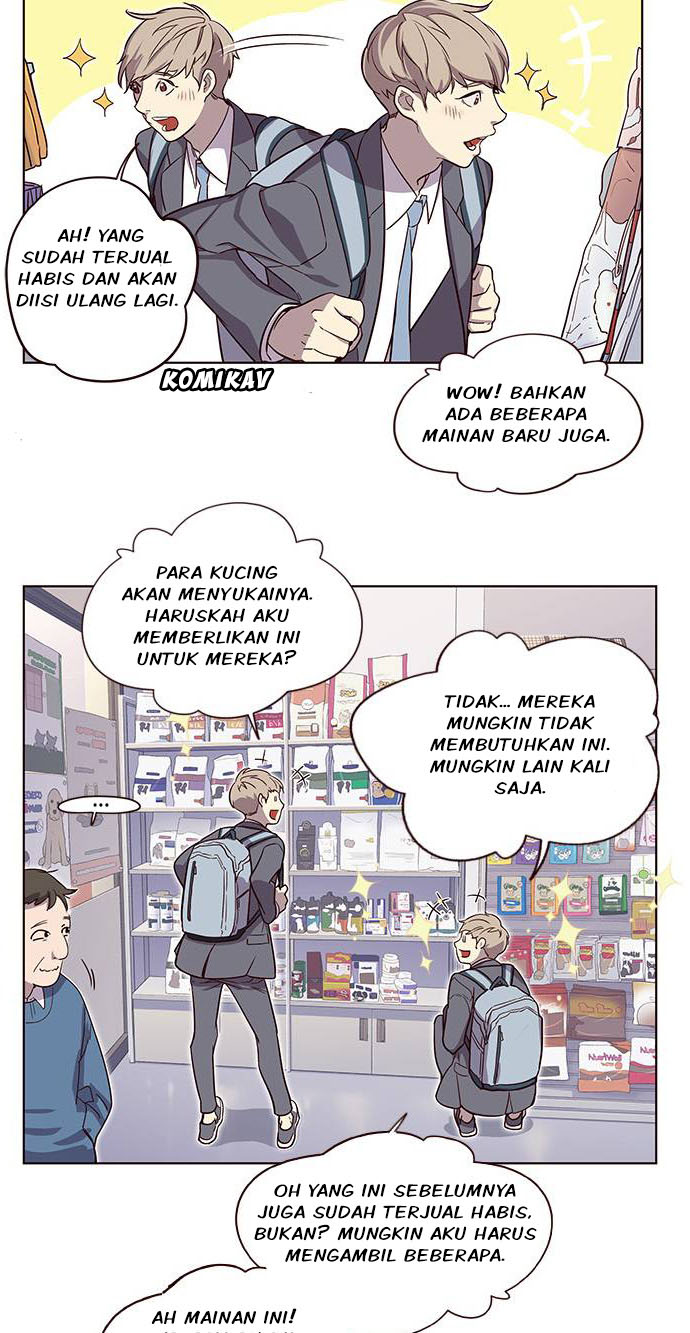 AH! YANG
SUDAH TERJUAL
HABIS DAN AKAN
DIISI ULANG LAGI.
KOMIKAV
WOW! BAHKAN
ADA BEBERAPA
MAINAN BARU JUGA.
PARA KUCING
AKAN MENYUKAINYA.
HARUSKAH AKU
MEMBERLIKAN INI
UNTUK MEREKA?
TIDAK... MEREKA
MUNGKIN TIDAK
MEMBUTUHKAN INI.
MUNGKIN LAIN KALI
SAJA.
...
OH YANG INI SEBELUMNYA
JUGA SUDAH TERJUAL HABIS,
BUKAN? MUNGKIN AKU HARUS
MENGAMBIL BEBERAPA.
AH MAINAN INI!